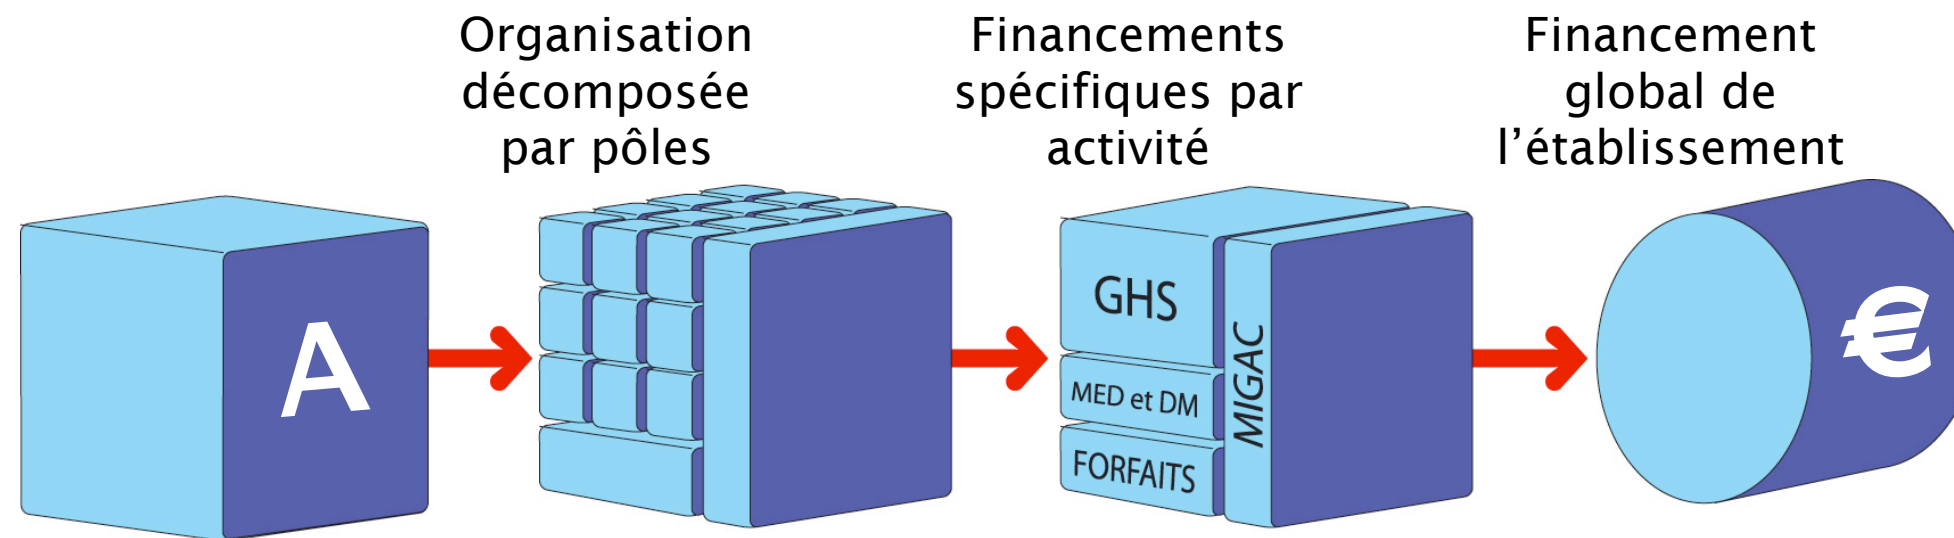 Organisation
décomposée
par pôles
Financements
spécifiques par
activité
Financement
global de
l’établissement
A
GHS
MED et DM
FORFAITS
MIGAC
€